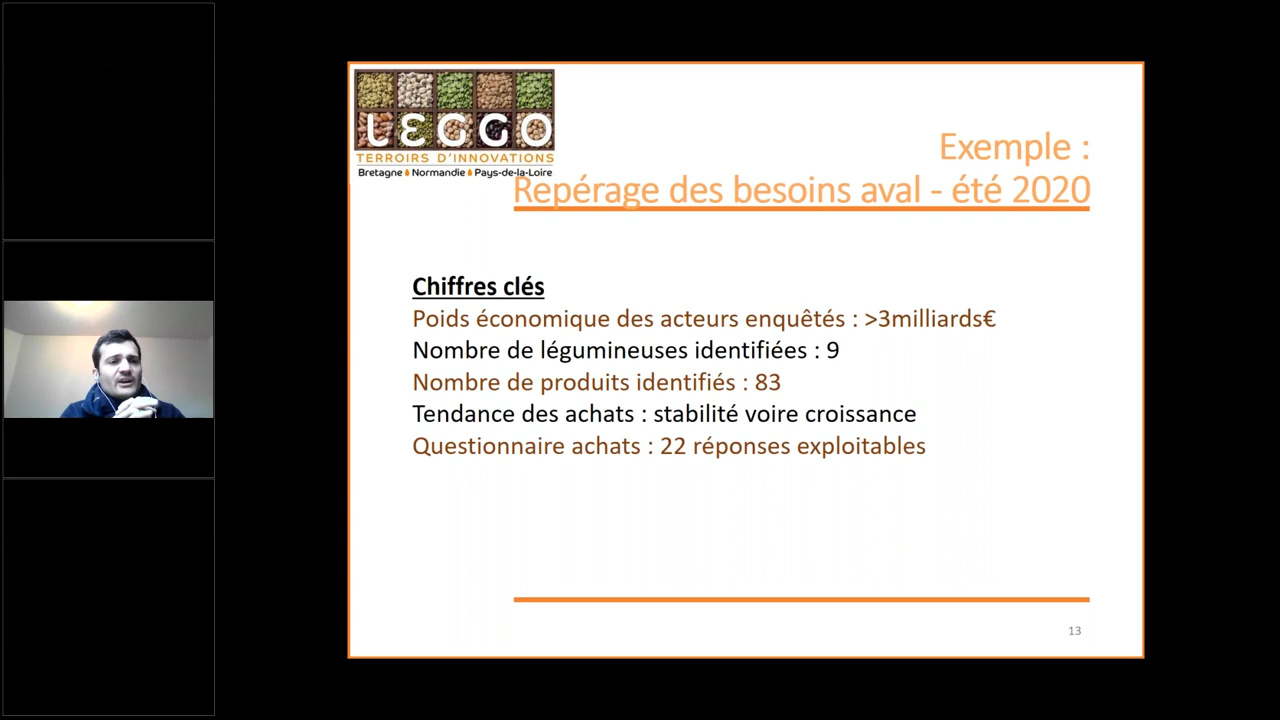 LEGGO
TERROIRS D'INNOVATIONS
Bretagne Normandie Pays-de-la-Loire
Exemple :
Repérage des besoins aval - été 2020
Chiffres clés
Poids économique des acteurs enquêtés : >3milliards€
Nombre de légumineuses identifiées : 9
Nombre de produits identifiés : 83
Tendance des achats : stabilité voire croissance
Questionnaire achats : 22 réponses exploitables
13